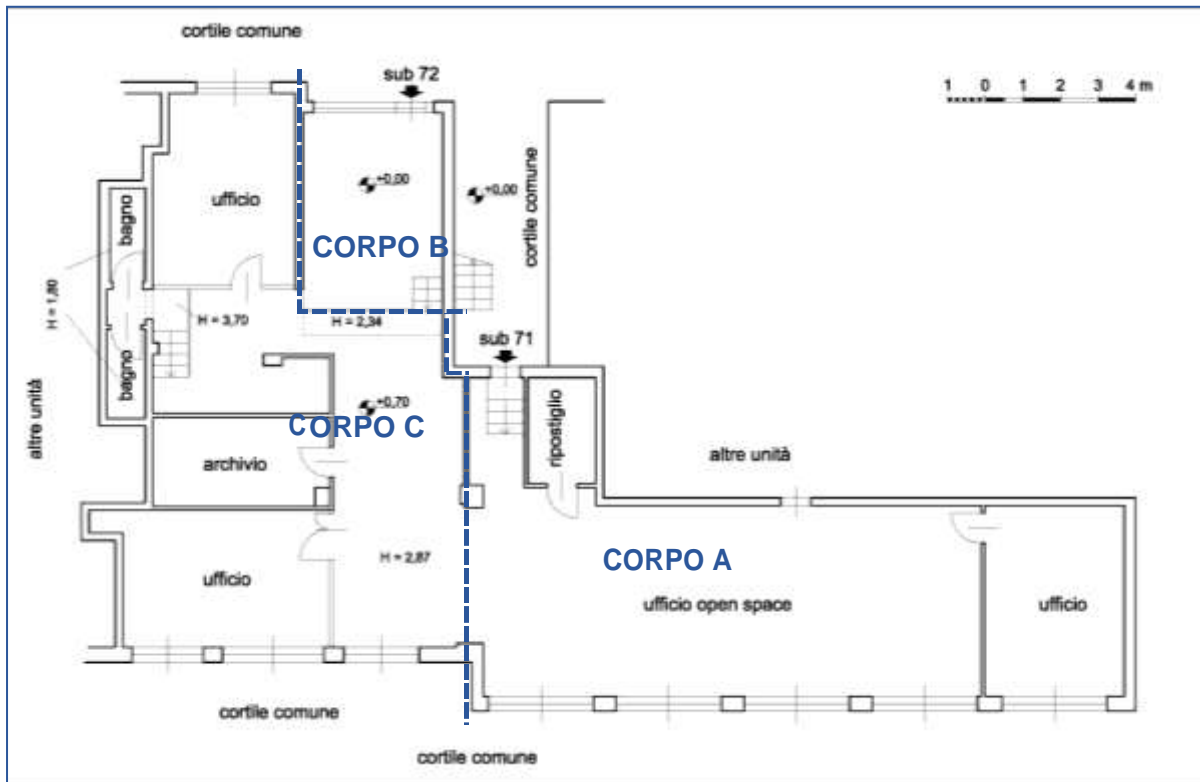 cortile comune
sub 72
1 0 1 2 3 4 m
+0,00
+0,00
bagno
ufficio
cortile comune
CORPO B
H = 1,80
H = 3,70
H = 2,34
sub 71
bagno
+0,70
CCORPO C
altre unità
ripostiglio
archivio
altre unità
H = 2,87
CORPO A
ufficio
ufficio open space
ufficio
cortile comune
cortile comune